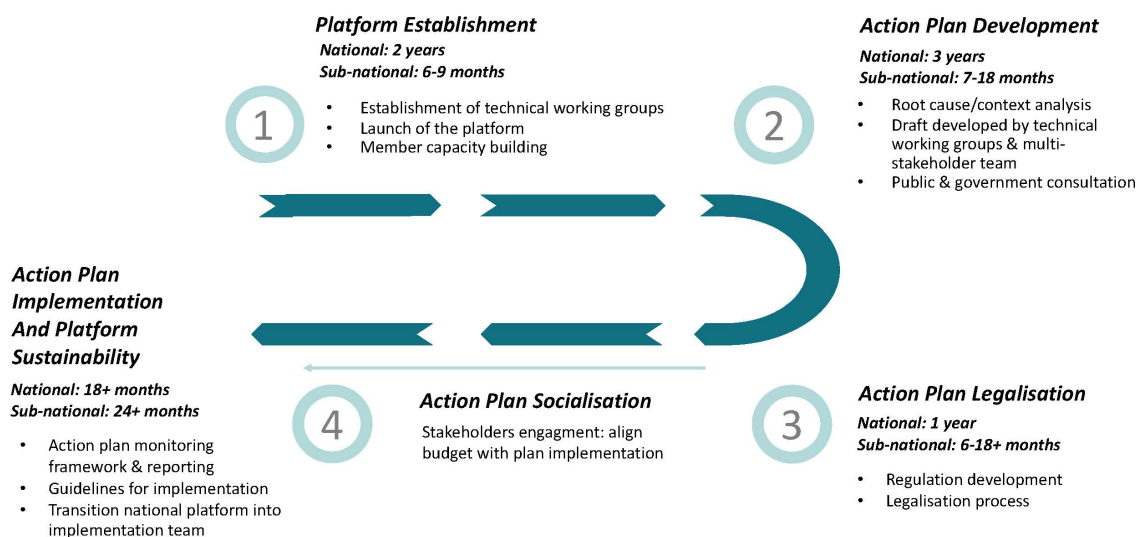 Platform Establishment
National: 2 years
Sub-national: 6-9 months
1
• Establishment of technical working groups
• Launch of the platform
• Member capacity building
Action Plan Development
National: 3 years
Sub-national: 7-18 months
2
• Root cause/context analysis
• Draft developed by technical
working groups & multi-
stakeholder team
• Public & government consultation
Action Plan Legalisation
National: 1 year
Sub-national: 6-18+ months
3
• Regulation development
• Legalisation process
Action Plan Socialisation
Stakeholders engagment: align
budget with plan implementation
4
Action Plan
Implementation
And Platform
Sustainability
National: 18+ months
Sub-national: 24+ months
• Action plan monitoring
framework & reporting
• Guidelines for implementation
• Transition national platform into
implementation team